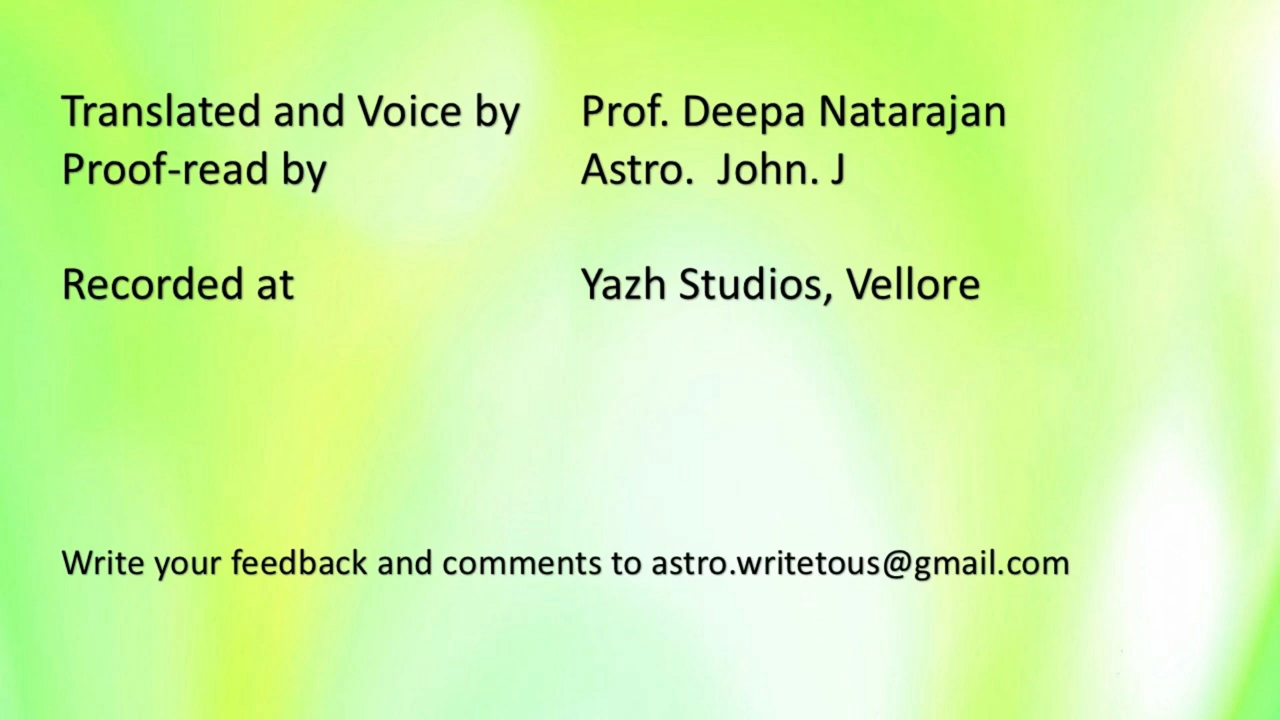 Translated and Voice by Prof. Deepa Natarajan
Proof-read by Astro. John. J
Recorded at Yazh Studios, Vellore
Write your feedback and comments to astro.writetous@gmail.com